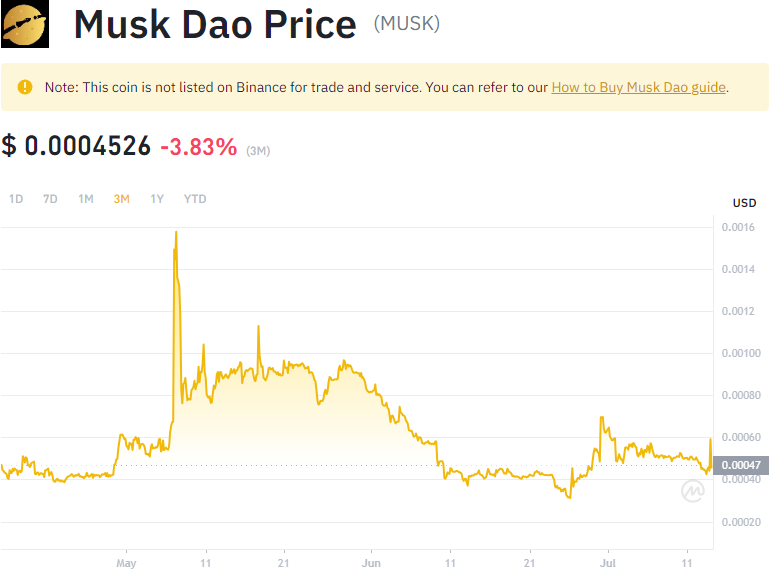 Musk Dao Price (MUSK)
Note: This coin is not listed on Binance for trade and service. You can refer to our How to Buy Musk Dao guide.
$ 0.0004526 -3.83% (3M)
1D 7D 1M 3M 1Y YTD
USD
0.0016
0.0014
0.0012
0.00100
0.00080
0.00060
0.00047
0.00040
0.00020
May 11 21 Jun 11 21 Jul 11